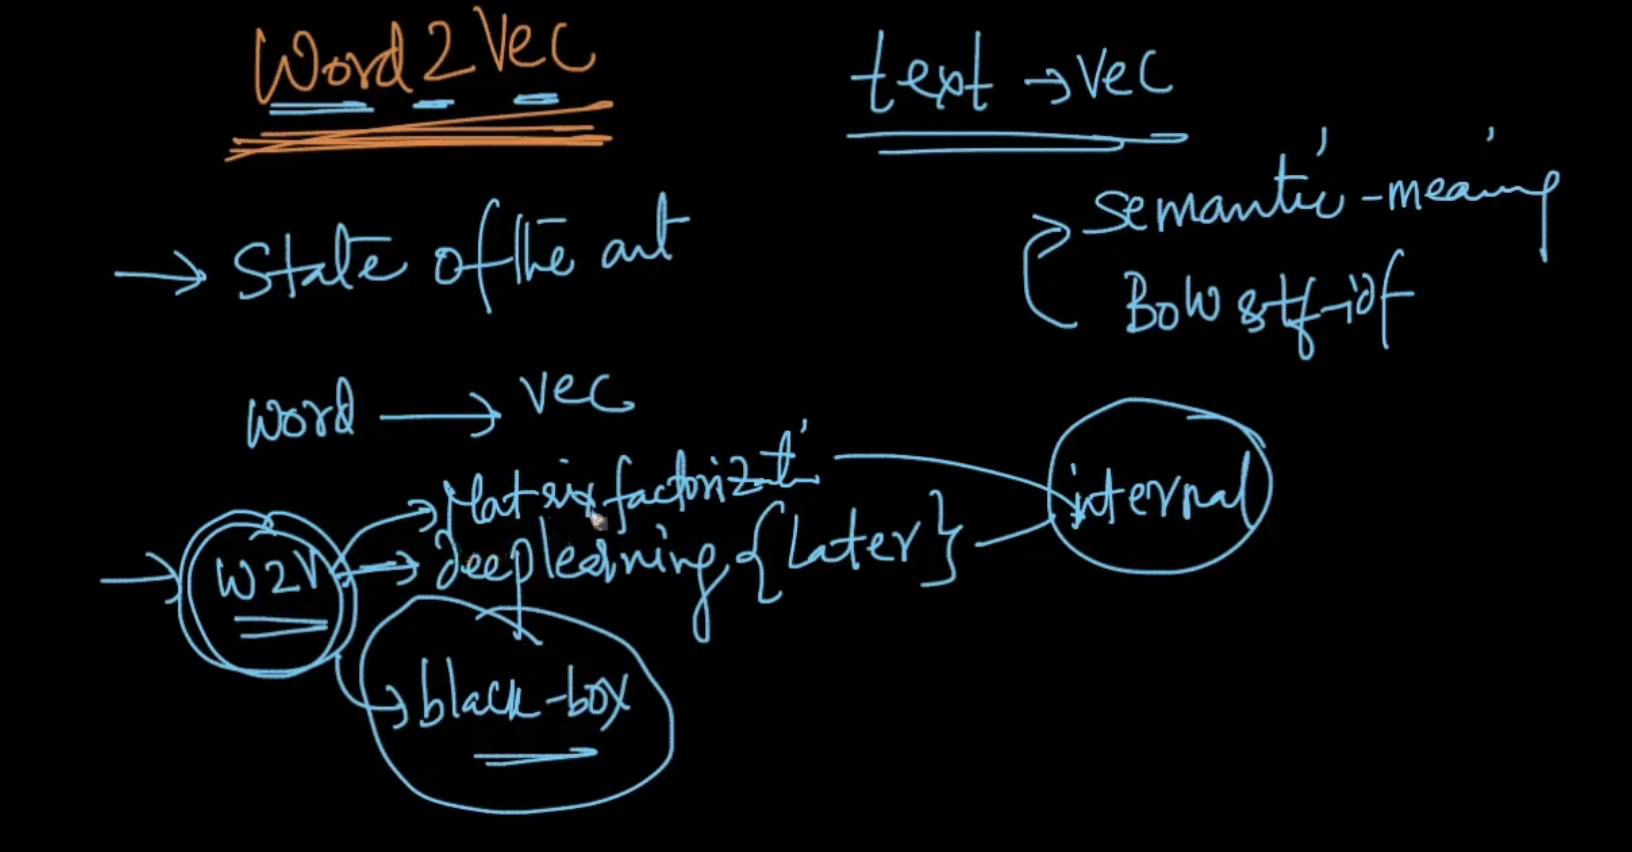 Word2Vec
text → vec
→ State of the art
semantic-meaning
BoW & tf-idf
word → vec
Matrix factorizati
deep learning {Later}
internal
→ W2V
black-box